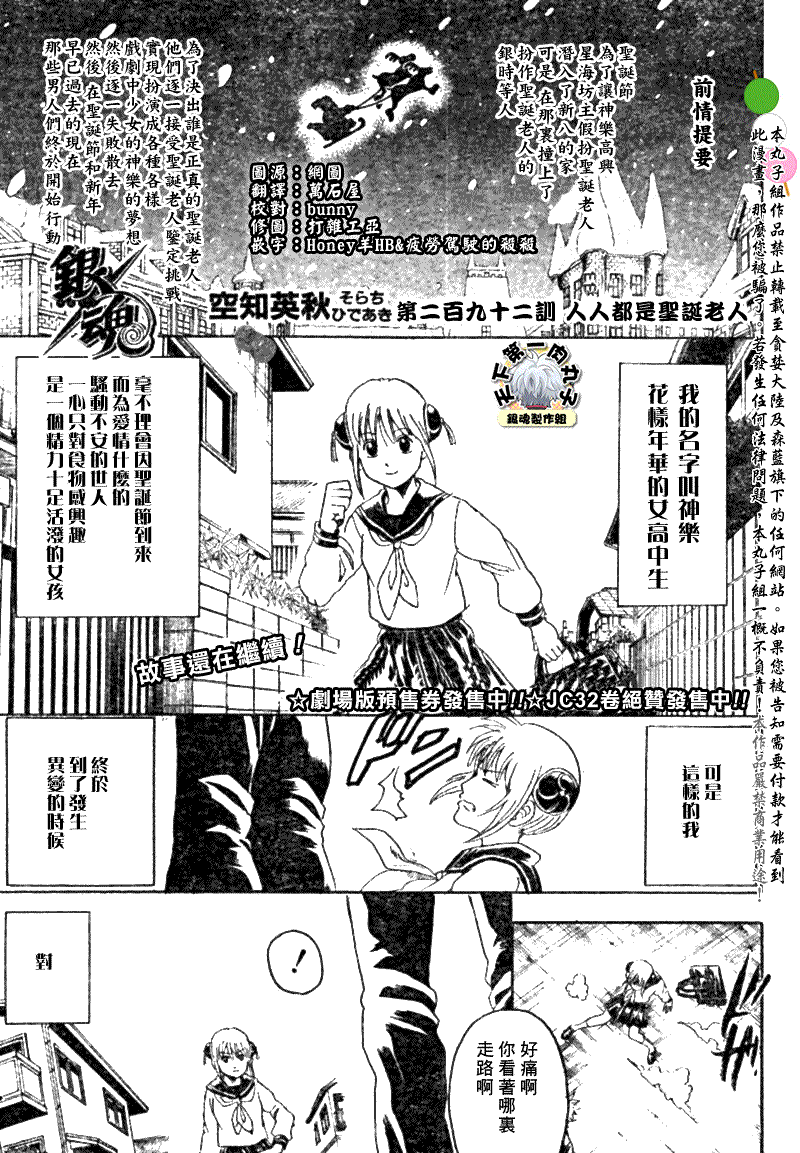 前情提要
聖誕節
為了讓神樂高興
星海坊主假扮聖誕老人
潛入了新八的家
可是 在那裏撞上了
扮作聖誕老人的
銀時等人
為了決出誰是正真的聖誕老人
他們逐一接受聖誕老人鑒定挑戰
實現扮演成各種各樣
戲劇中少女的神樂的夢想
然後逐一失敗散去
然後 在聖誕節和新年
早已過去的現在
那些男人們終於開始行動
圖源：網圖
翻譯：萬石屋
校對：bunny
修圖：打雜工亞
嵌字：Honey羊HB&疲勞駕駛的殺殺
銀魂
空知英秋
そらち
ひであき
第二百九十二訓 人人都是聖誕老人
本丸子組作品禁止轉載至貪婪大陸及森藍旗下的任何網站。如果您被告知需要付款才能看到
此漫畫，那麼您被騙了。若發生任何法律問題，本丸子組一概不負責！本作品嚴禁商業用途！
天下第一肉丸子
銀魂製作組
我的名字叫神樂
花樣年華的女高中生
毫不理會因聖誕節到來
而為愛情什麼的
騷動不安的世人
一心只對食物感興趣
是一個精力十足活潑的女孩
故事還在繼續！
☆劇場版預售券發售中!!☆JC32卷絕贊發售中!!
可是
這樣的我
ドン
終於
到了發生
異變的時候
好痛啊
你看著哪裏
走路啊
！
對